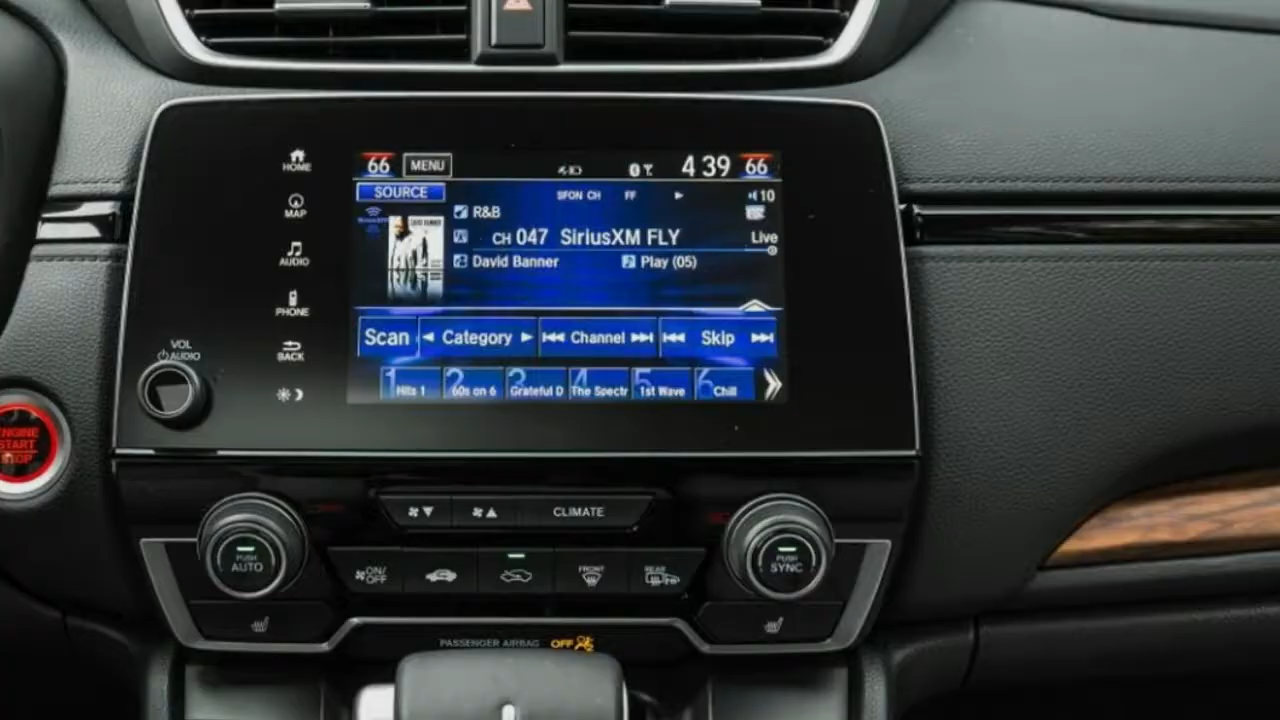 HOME
MAP
AUDIO
PHONE
BACK
VOL
AUDIO
66 MENU 4 39 66
SOURCE
10
R&B
CH 047 SiriusXM FLY Live
David Banner Play (05)
Scan Category Channel Skip
1 2 3 4 5 6
Hits 1 60s on 6 Grateful D The Spectr 1st Wave Chill
ENGINE
START
STOP
CLIMATE
PUSH
AUTO
ON/
OFF
FRONT
REAR
PUSH
SYNC
PASSENGER AIRBAG OFF